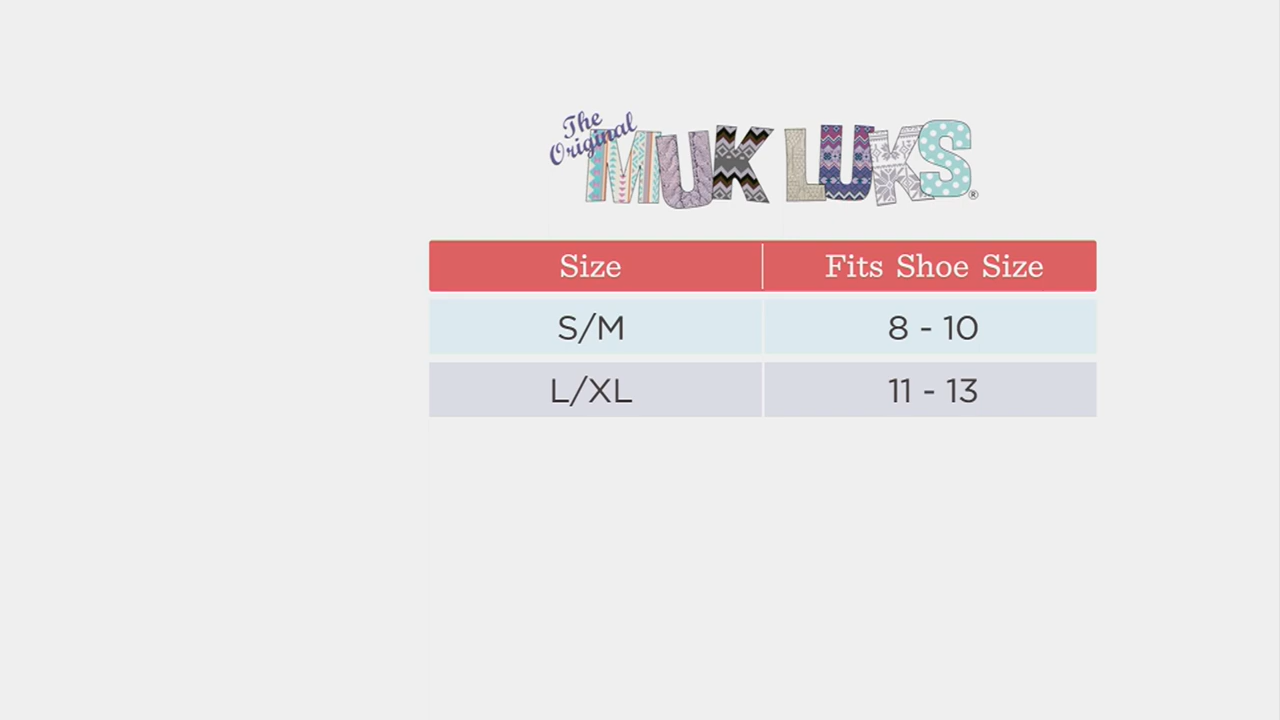 The Original MUK LUKS®
Size Fits Shoe Size
S/M 8 - 10
L/XL 11 - 13